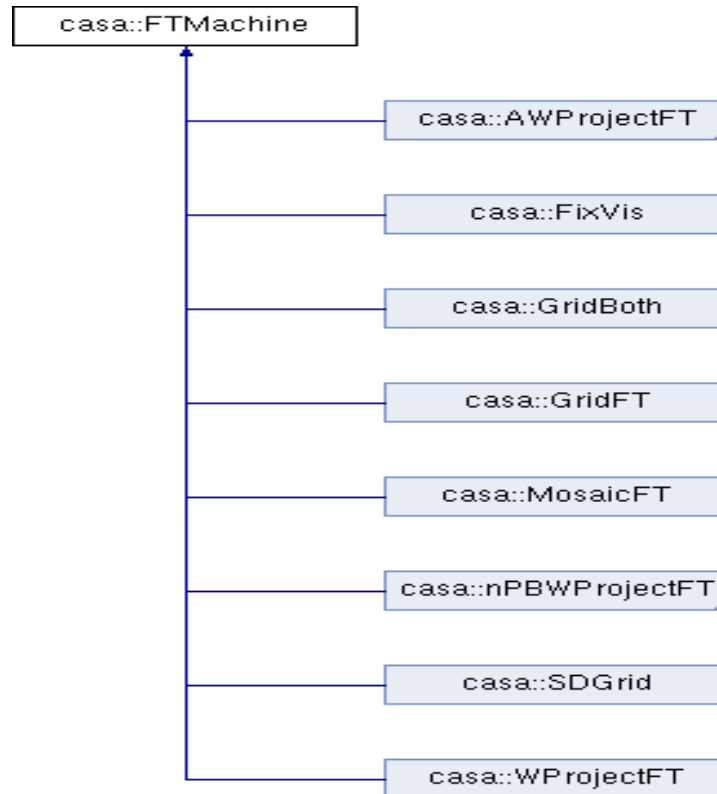 casa::FTMachine
casa::AWProjectFT
casa::FixVis
casa::GridBoth
casa::GridFT
casa::MosaicFT
casa::nPBWProjectFT
casa::SDGrid
casa::WProjectFT